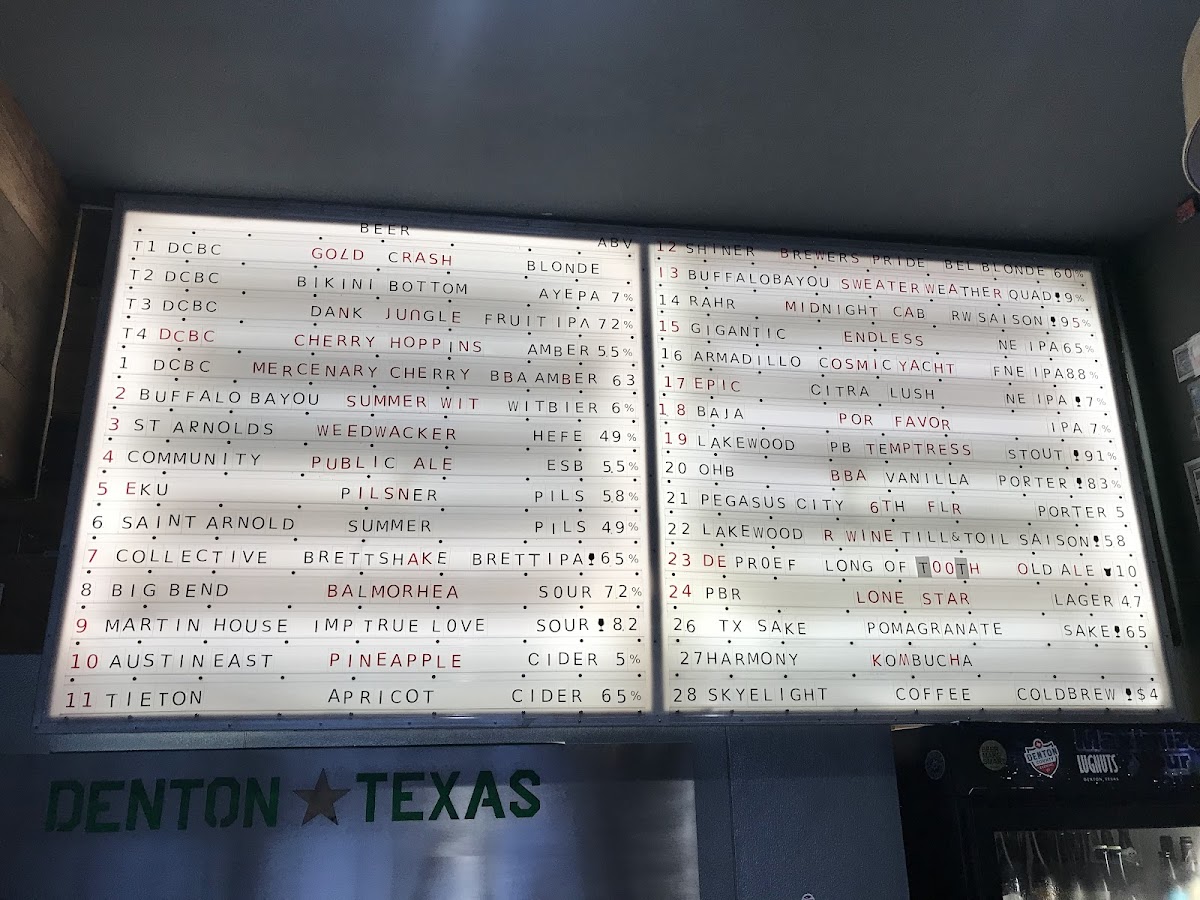 BEER ABV
T1 DCBC GOLD CRASH BLONDE
T2 DCBC BIKINI BOTTOM AYEPA 7%
T3 DCBC DANK JUNGLE FRUIT IPA 72%
T4 DCBC CHERRY HOPPINS AMBER 55%
1 DCBC MERCENARY CHERRY BBA AMBER 63
2 BUFFALO BAYOU SUMMER WIT WITBIER 6%
3 ST ARNOLDS WEEDWACKER HEFE 49%
4 COMMUNITY PUBLIC ALE ESB 5.5%
5 EKU PILSNER PILS 58%
6 SAINT ARNOLD SUMMER PILS 49%
7 COLLECTIVE BRETTSHAKE BRETT IPA 65%
8 BIG BEND BALMORHEA SOUR 72%
9 MARTIN HOUSE IMP TRUE LOVE SOUR 8.2
10 AUSTIN EAST PINEAPPLE CIDER 5%
11 TIETON APRICOT CIDER 65%
12 SHINER BREWERS PRIDE BEL BLONDE 60%
13 BUFFALOBAYOU SWEATER WEATHER QUAD 9%
14 RAHR MIDNIGHT CAB RW SAISON 95%
15 GIGANTIC ENDLESS NE IPA 65%
16 ARMADILLO COSMIC YACHT FNE IPA 88%
17 EPIC CITRA LUSH NE IPA 7%
18 BAJA POR FAVOR IPA 7%
19 LAKEWOOD PB TEMPTRESS STOUT 91%
20 OHB BBA VANILLA PORTER 83%
21 PEGASUS CITY 6TH FLR PORTER 5
22 LAKEWOOD R WINE TILL&TOIL SAISON 58
23 DE PROEF LONG OF TOOTH OLD ALE 10
24 PBR LONE STAR LAGER 4.7
26 TX SAKE POMAGRANATE SAKE 65
27 HARMONY KOMBUCHA
28 SKYELIGHT COFFEE COLDBREW $4
DENTON TEXAS
DENTON
LUGNUTS
DENTON, TEXAS